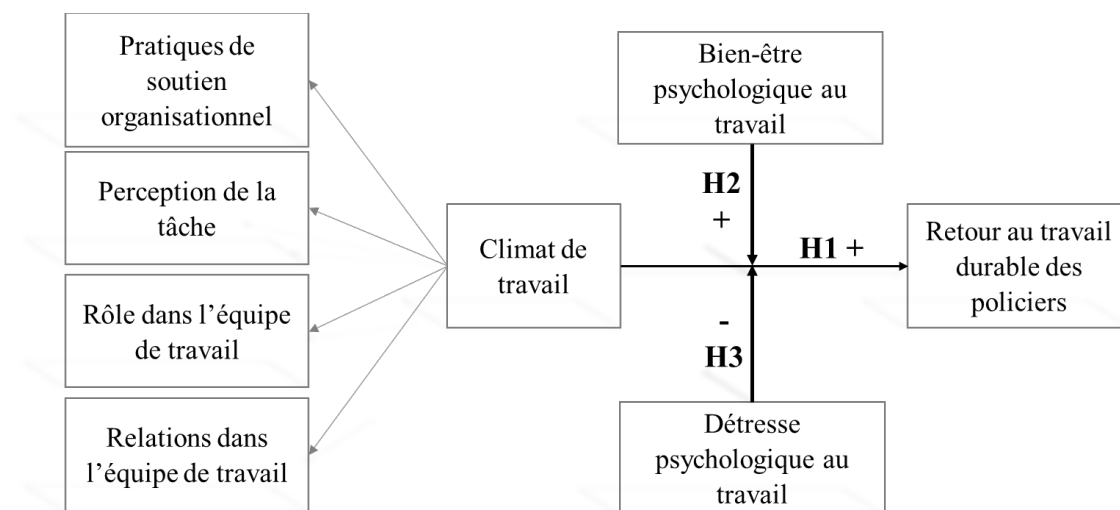 Pratiques de
soutien
organisationnel
Perception de la
tâche
Rôle dans l’équipe
de travail
Relations dans
l’équipe de travail
Climat de
travail
Bien-être
psychologique au
travail
H2
+
H1 +
-
H3
Détresse
psychologique au
travail
Retour au travail
durable des
policiers